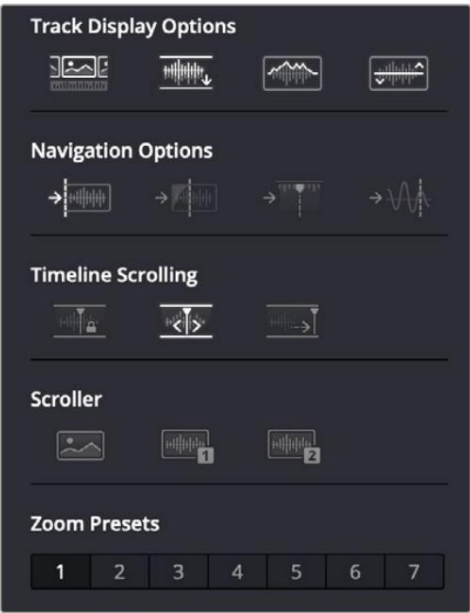 Track Display Options
Navigation Options
Timeline Scrolling
Scroller
1 2
Zoom Presets
1 2 3 4 5 6 7